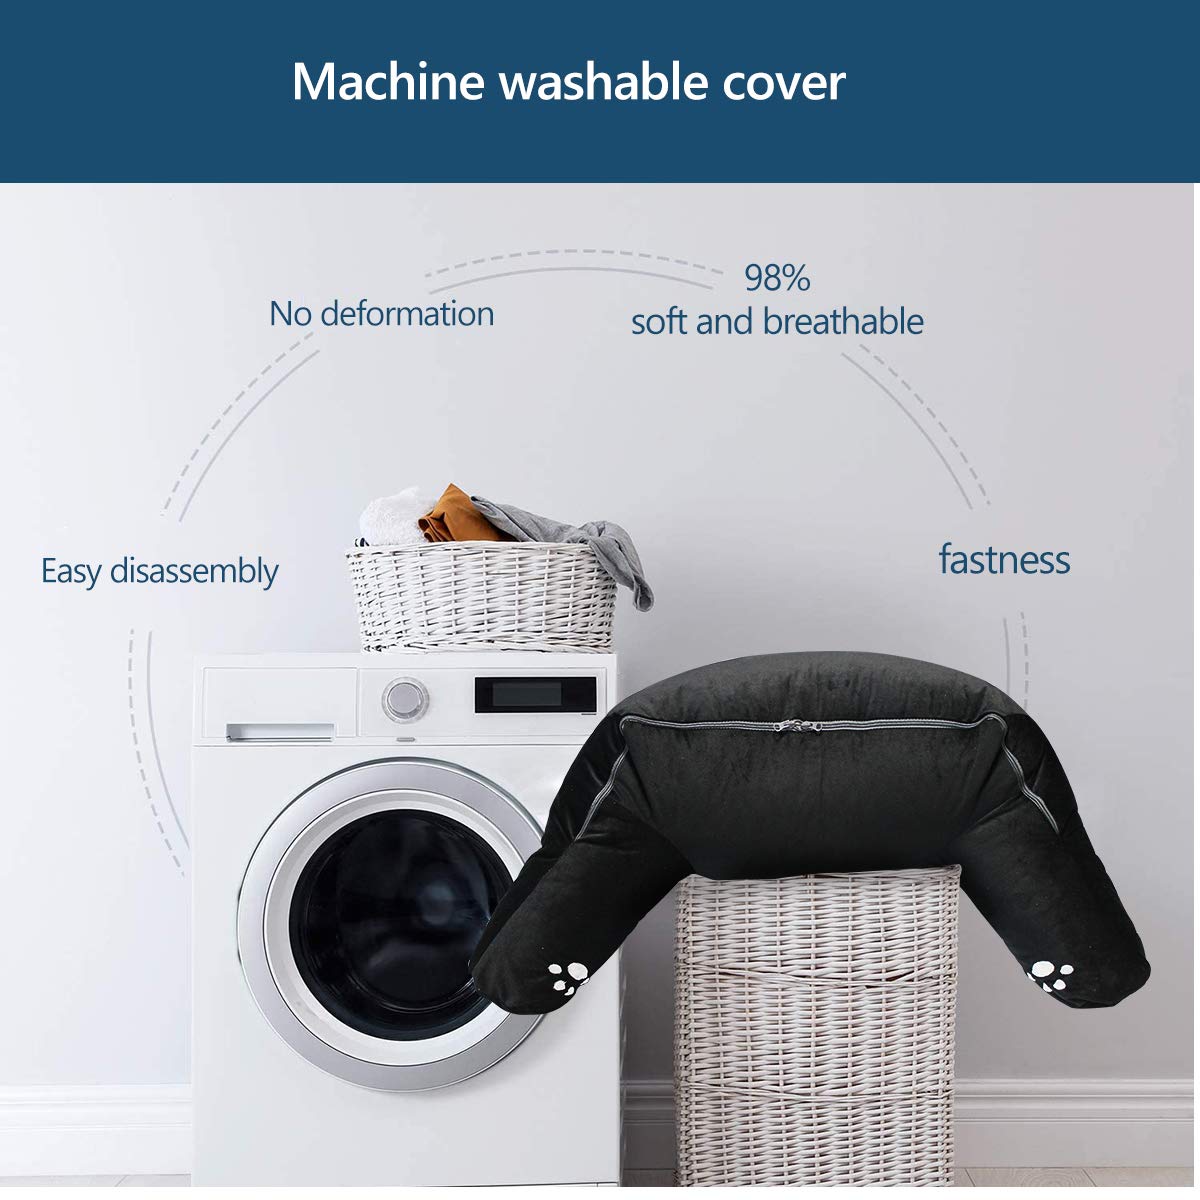 Machine washable cover
No deformation
98%
soft and breathable
Easy disassembly
fastness